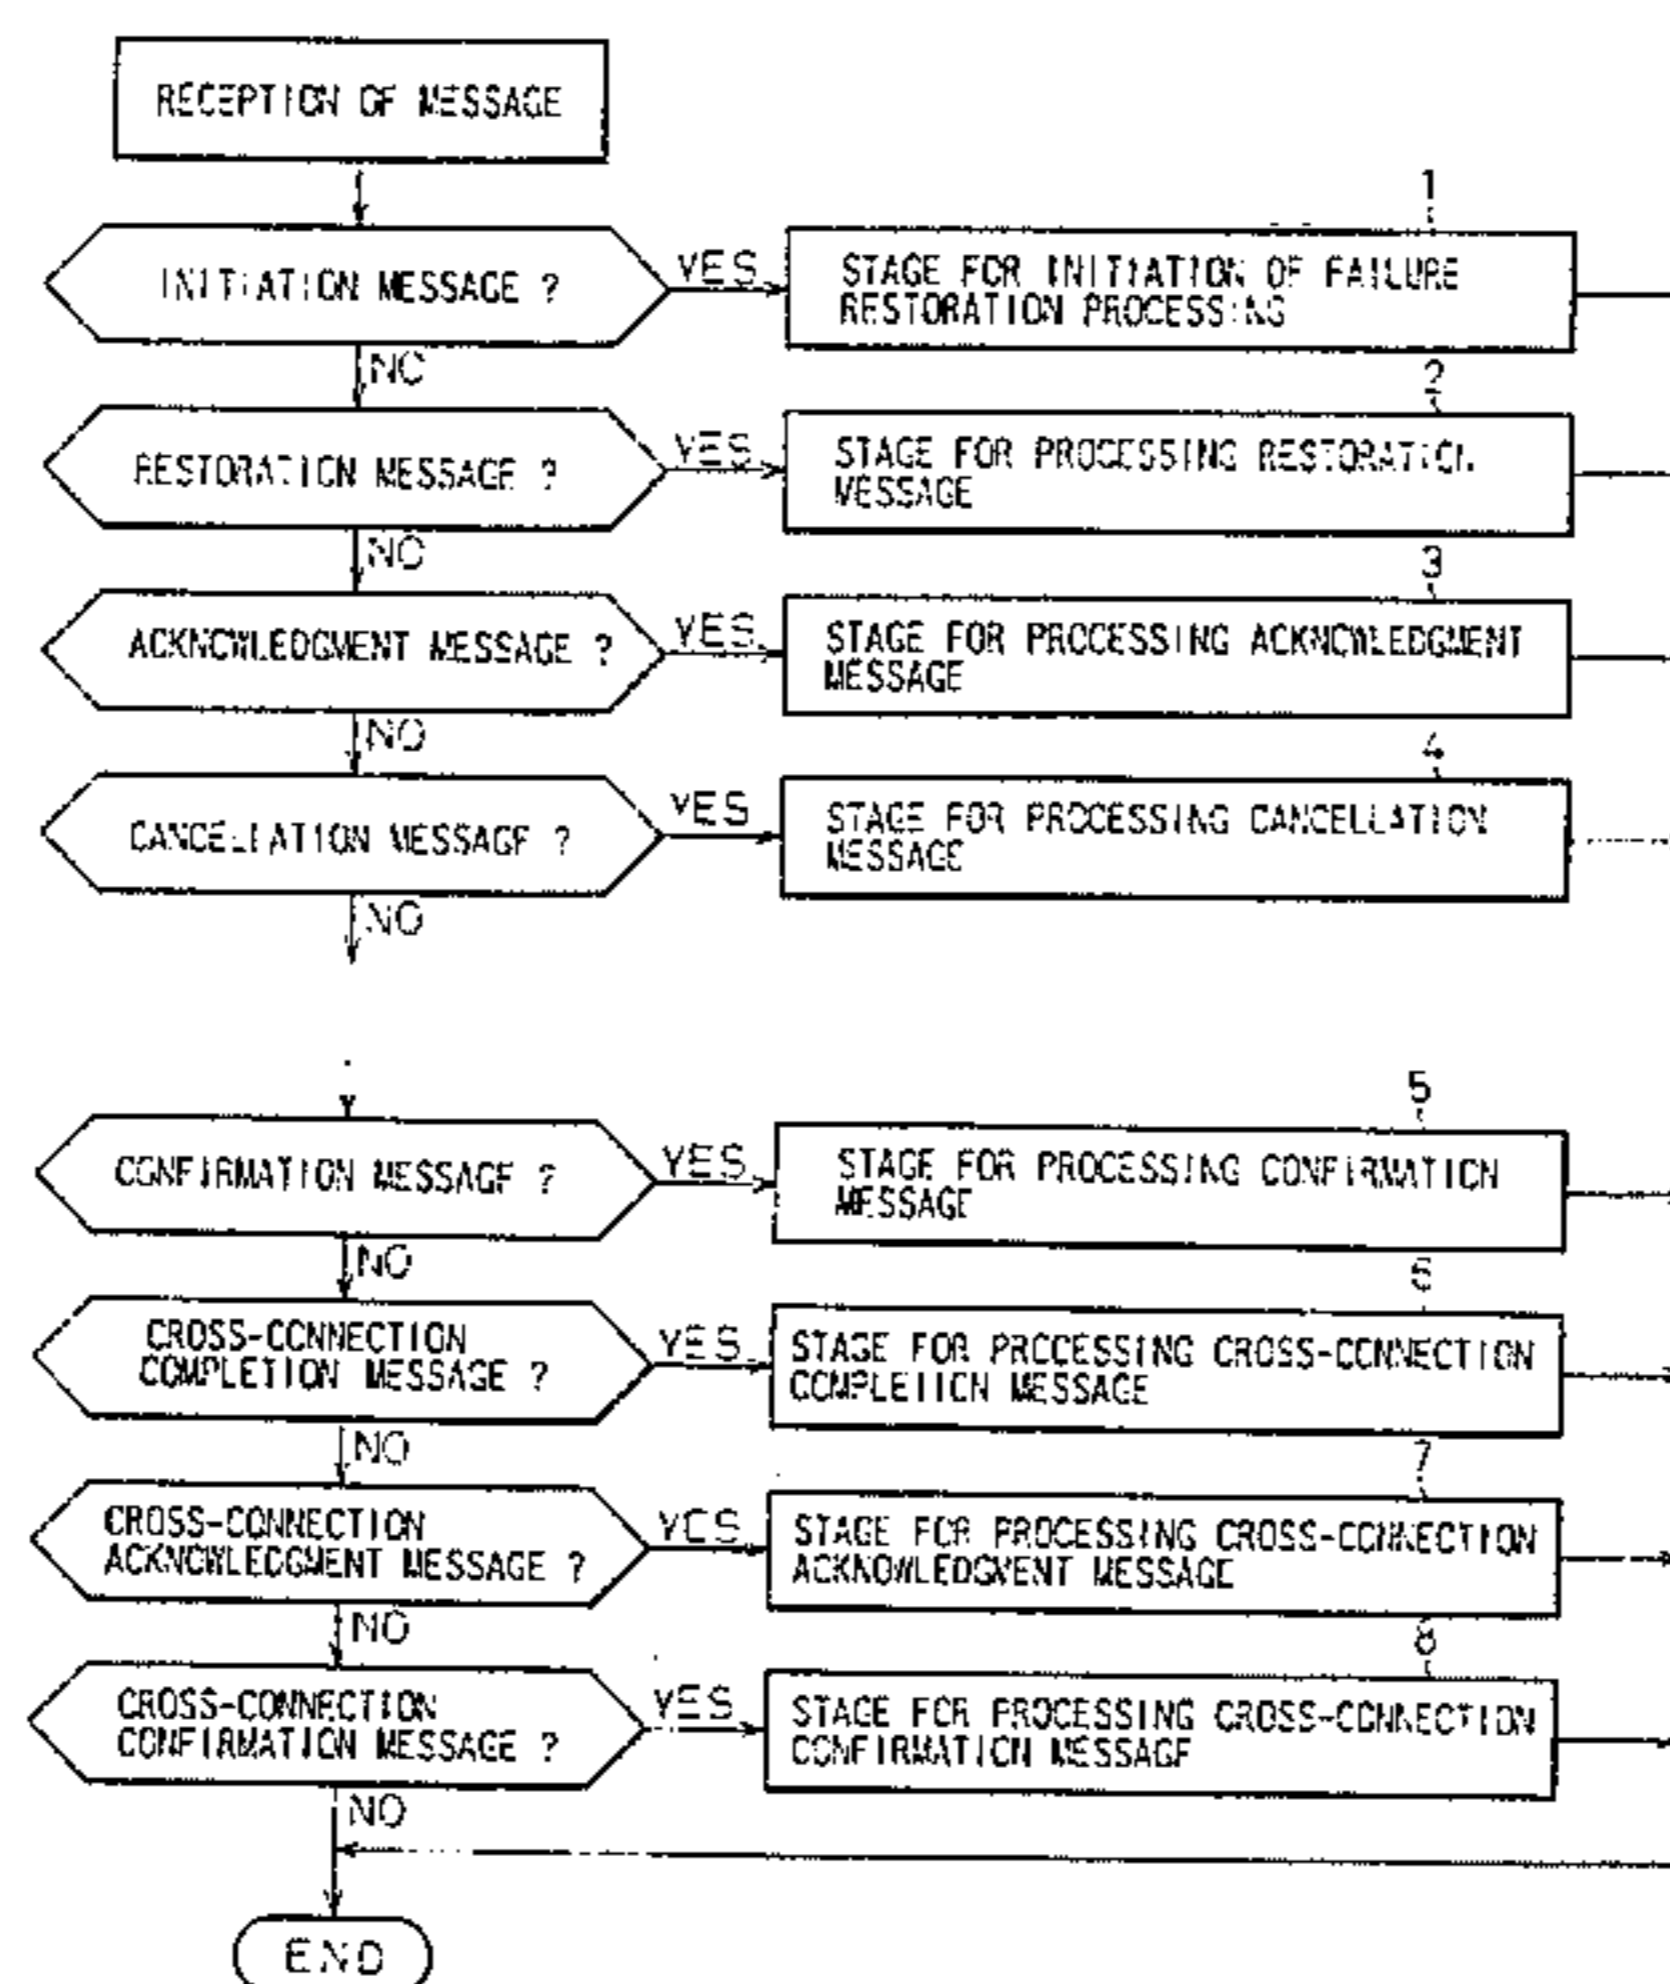 RECEPTION OF MESSAGE
1
INITIATION MESSAGE ?
YES
STAGE FOR INITIATION OF FAILURE
RESTORATION PROCESSING
NO
2
RESTORATION MESSAGE ?
YES
STAGE FOR PROCESSING RESTORATION
MESSAGE
NO
3
ACKNOWLEDGMENT MESSAGE ?
YES
STAGE FOR PROCESSING ACKNOWLEDGMENT
MESSAGE
NO
4
CANCELLATION MESSAGE ?
YES
STAGE FOR PROCESSING CANCELLATION
MESSAGE
NO
5
CONFIRMATION MESSAGE ?
YES
STAGE FOR PROCESSING CONFIRMATION
MESSAGE
NO
6
CROSS-CONNECTION
COMPLETION MESSAGE ?
YES
STAGE FOR PROCESSING CROSS-CONNECTION
COMPLETION MESSAGE
NO
7
CROSS-CONNECTION
ACKNOWLEDGMENT MESSAGE ?
YES
STAGE FOR PROCESSING CROSS-CONNECTION
ACKNOWLEDGMENT MESSAGE
NO
8
CROSS-CONNECTION
CONFIRMATION MESSAGE ?
YES
STAGE FOR PROCESSING CROSS-CONNECTION
CONFIRMATION MESSAGE
NO
END